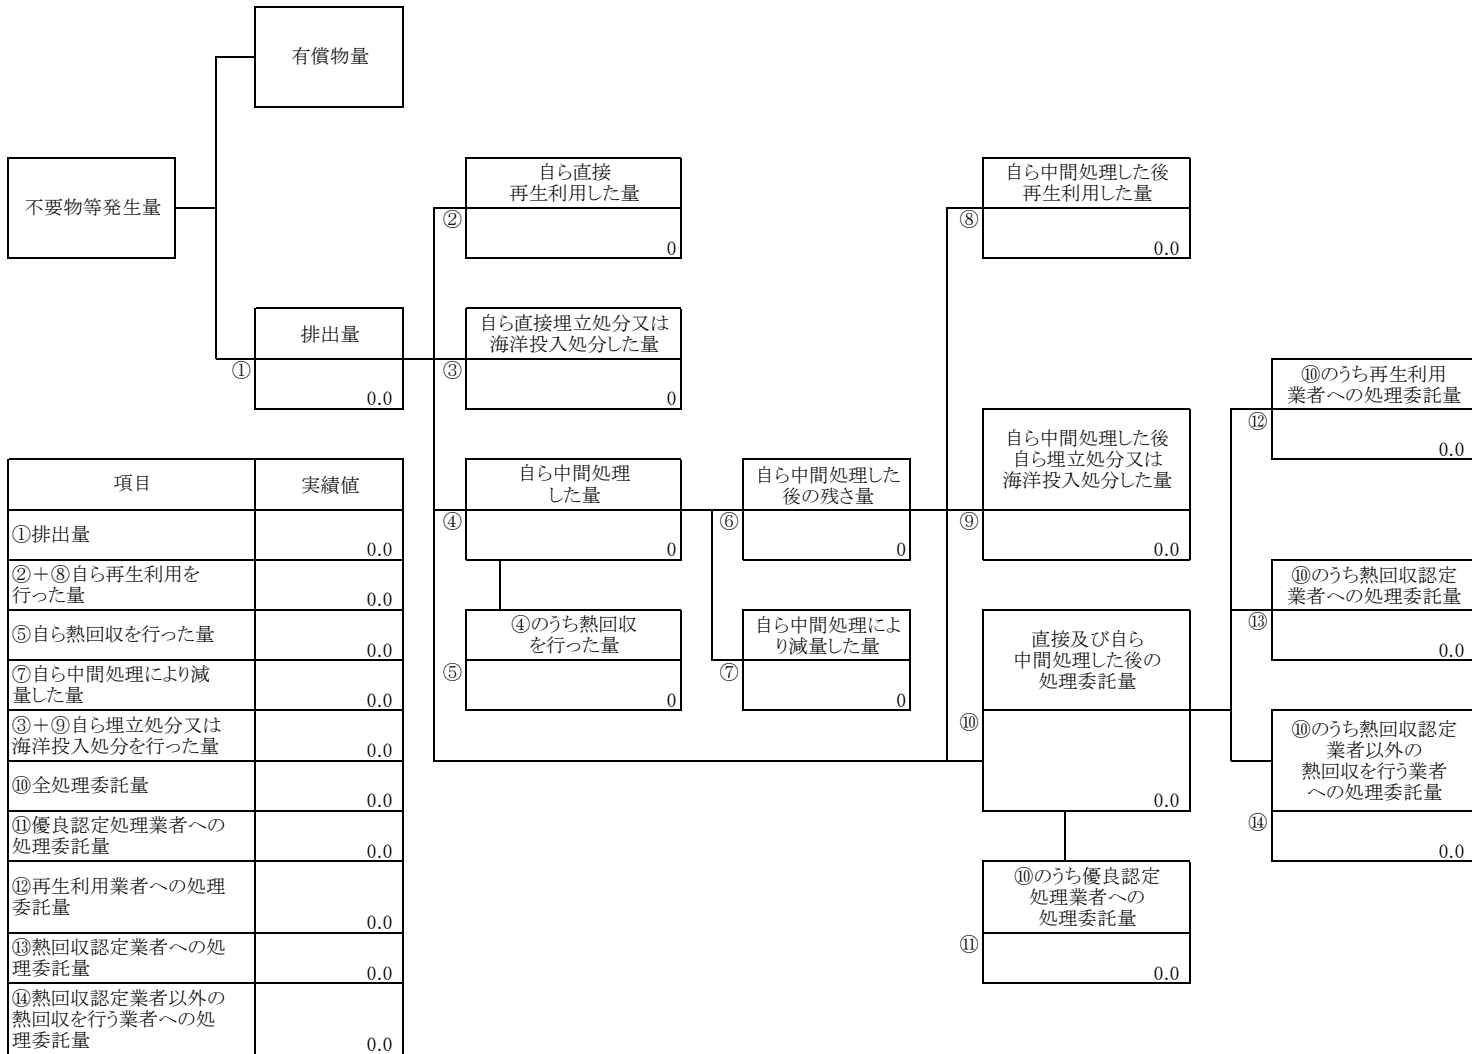 有償物量
不要物等発生量
自ら直接
再生利用した量
②
0
自ら中間処理した後
再生利用した量
⑧
0.0
排出量
①
0.0
自ら直接埋立処分又は
海洋投入処分した量
③
0
⑩のうち再生利用
業者への処理委託量
⑫
0.0
自ら中間処理
した量
④
0
自ら中間処理した
後の残さ量
⑥
0
自ら中間処理した後
自ら埋立処分又は
海洋投入処分した量
⑨
0.0
⑩のうち熱回収認定
業者への処理委託量
⑬
0.0
④のうち熱回収
を行った量
⑤
0
自ら中間処理によ
り減量した量
⑦
0
直接及び自ら
中間処理した後の
処理委託量
⑩
0.0
⑩のうち熱回収認定
業者以外の
熱回収を行う業者
への処理委託量
⑭
0.0
⑩のうち優良認定
処理業者への
処理委託量
⑪
0.0
項目 実績値
①排出量
0.0
②+⑧自ら再生利用を
行った量
0.0
⑤自ら熱回収を行った量
0.0
⑦自ら中間処理により減
量した量
0.0
③+⑨自ら埋立処分又は
海洋投入処分を行った量
0.0
⑩全処理委託量
0.0
⑪優良認定処理業者への
処理委託量
0.0
⑫再生利用業者への処理
委託量
0.0
⑬熱回収認定業者への処
理委託量
0.0
⑭熱回収認定業者以外の
熱回収を行う業者への処
理委託量
0.0